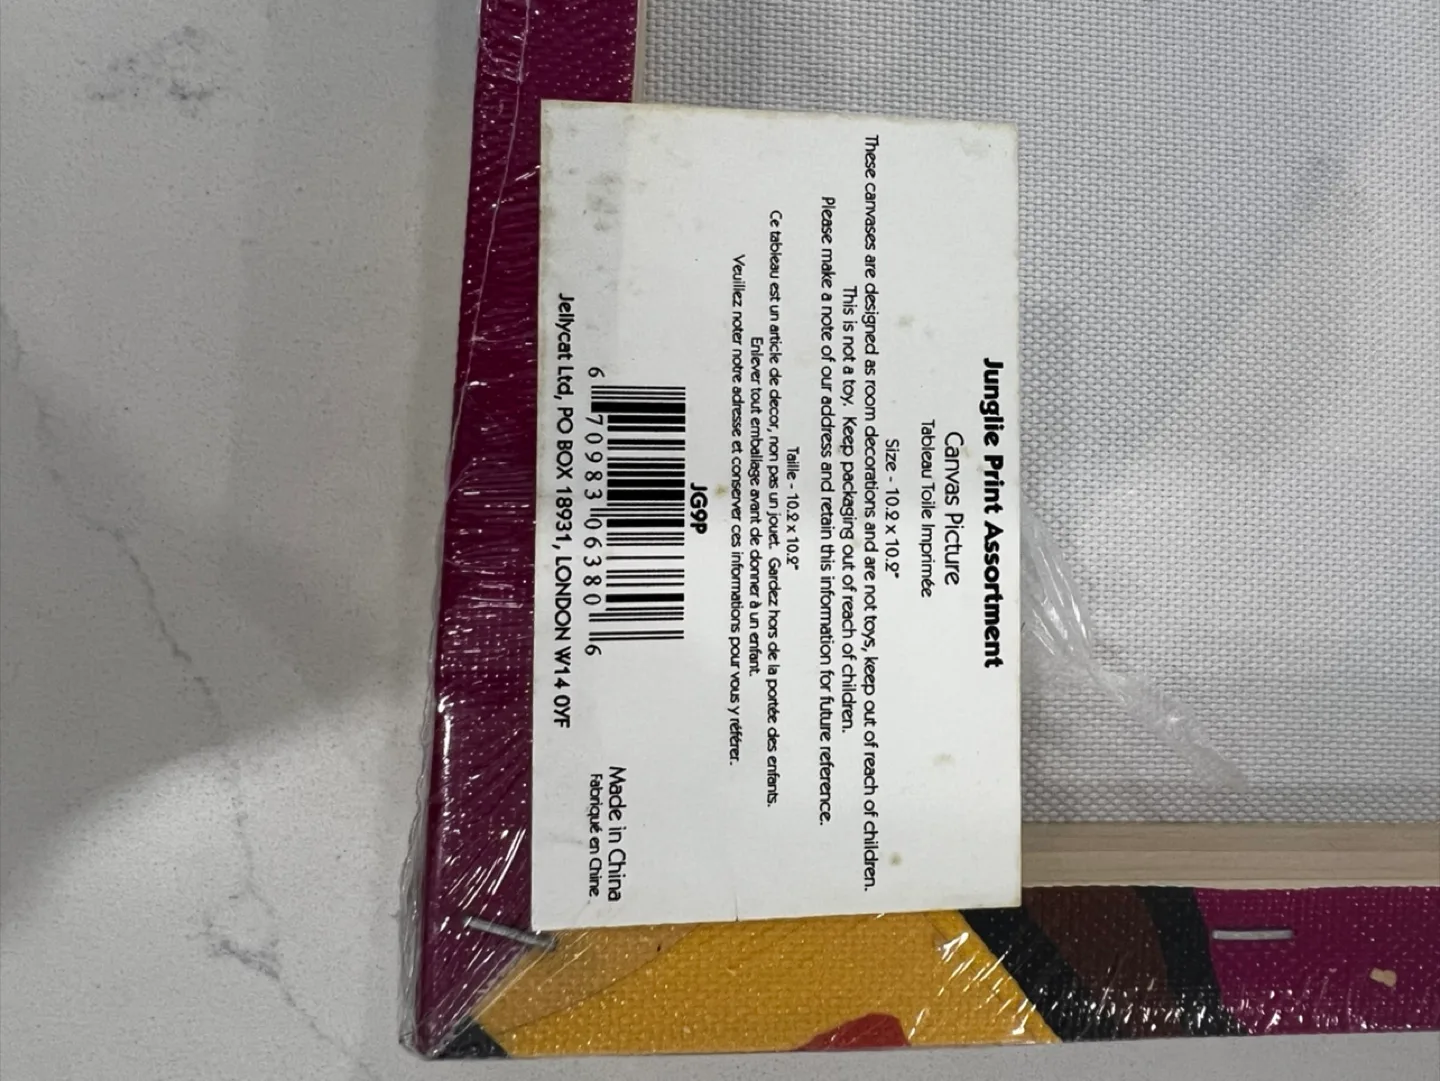 Junglie Print Assortment
Canvas Picture
Tableau Toile Imprimée
Size - 10.2 x 10.2"
These canvases are designed as room decorations and are not toys, keep out of reach of children.
This is not a toy. Keep packaging out of reach of children.
Please make a note of our address and retain this information for future reference.
Taille - 10.2 x 10.2"
Ce tableau est un article de decor, non pas un jouet. Gardez hors de la portée des enfants.
Enlever tout emballage avant de donner à un enfant.
Veuillez noter notre adresse et conserver ces informations pour vous y référer.
JG9P
6 70983 06380 6
Made in China
Fabriqué en Chine
Jellycat Ltd, PO BOX 18931, LONDON W14 0YF